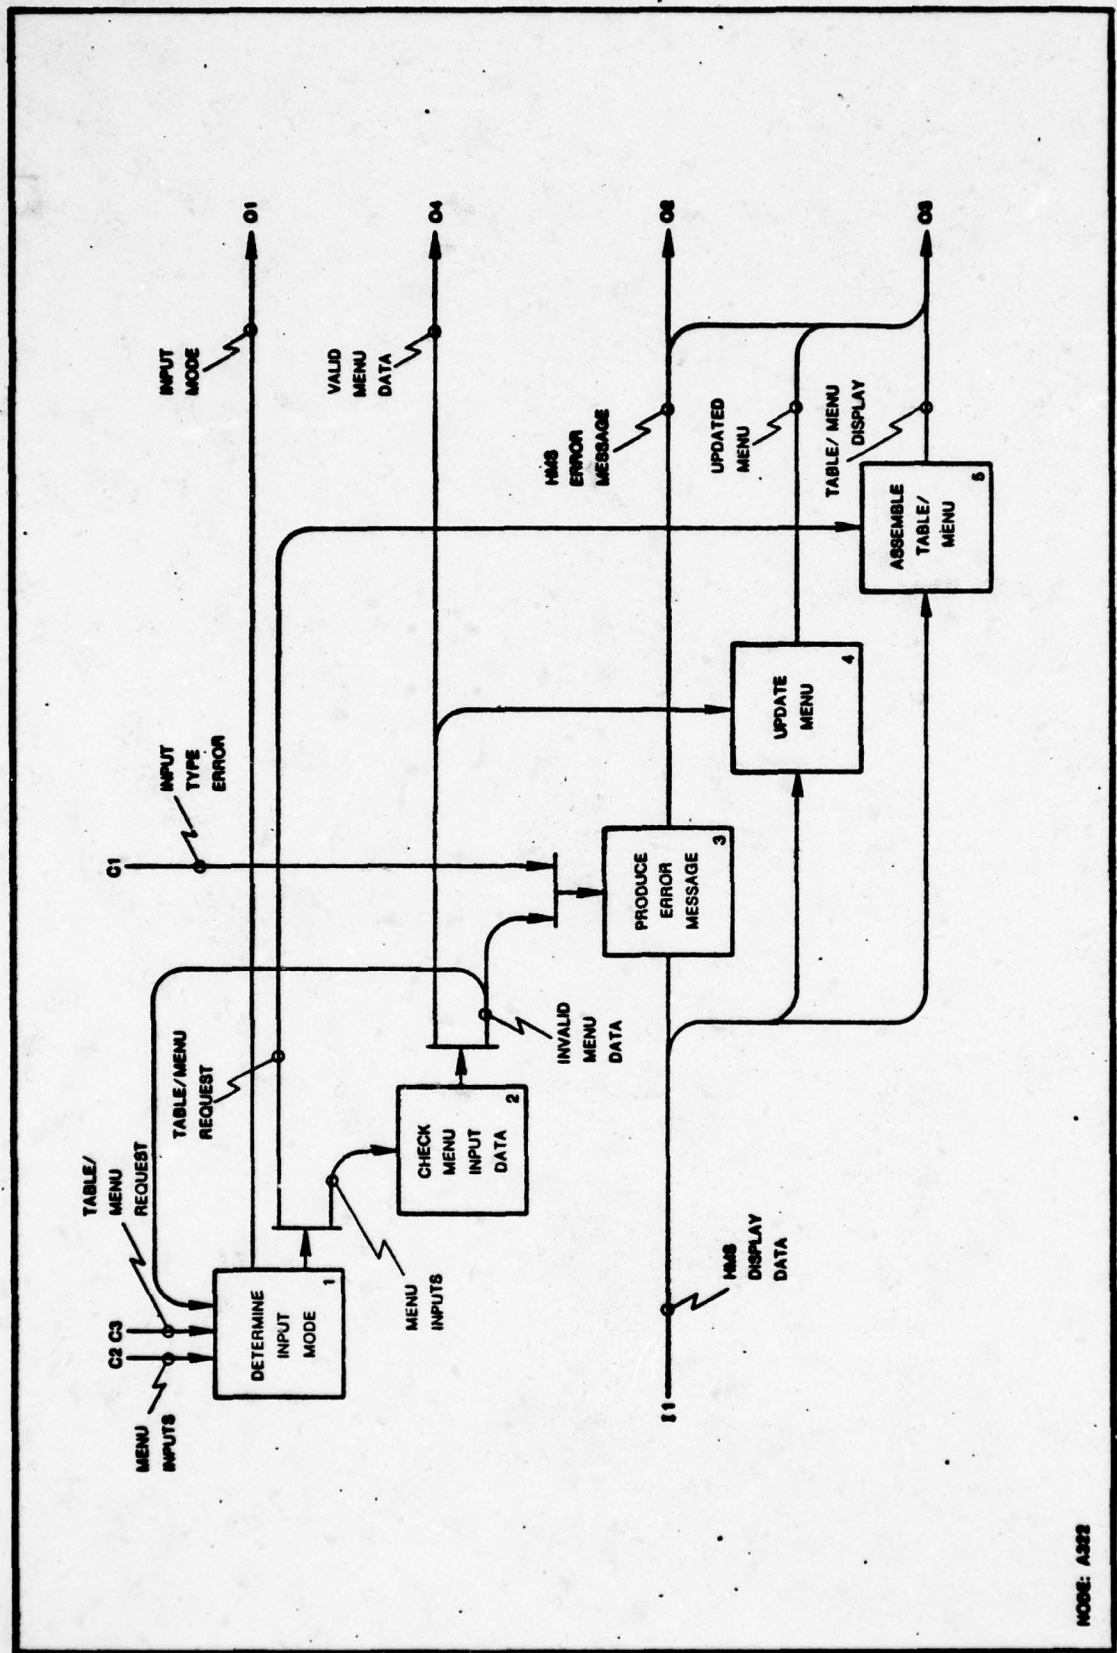 C1
INPUT
TYPE
ERROR
INPUT
MODE
O1
C2 C3
TABLE/
MENU
REQUEST
MENU
INPUTS
DETERMINE
INPUT
MODE
1
TABLE/MENU
REQUEST
VALID
MENU
DATA
O4
MENU
INPUTS
CHECK
MENU
INPUT
DATA
2
INVALID
MENU
DATA
PRODUCE
ERROR
MESSAGE
3
HMS
ERROR
MESSAGE
O2
I1
HMS
DISPLAY
DATA
UPDATE
MENU
4
UPDATED
MENU
TABLE/ MENU
DISPLAY
ASSEMBLE
TABLE/
MENU
5
O3
NODE: A322